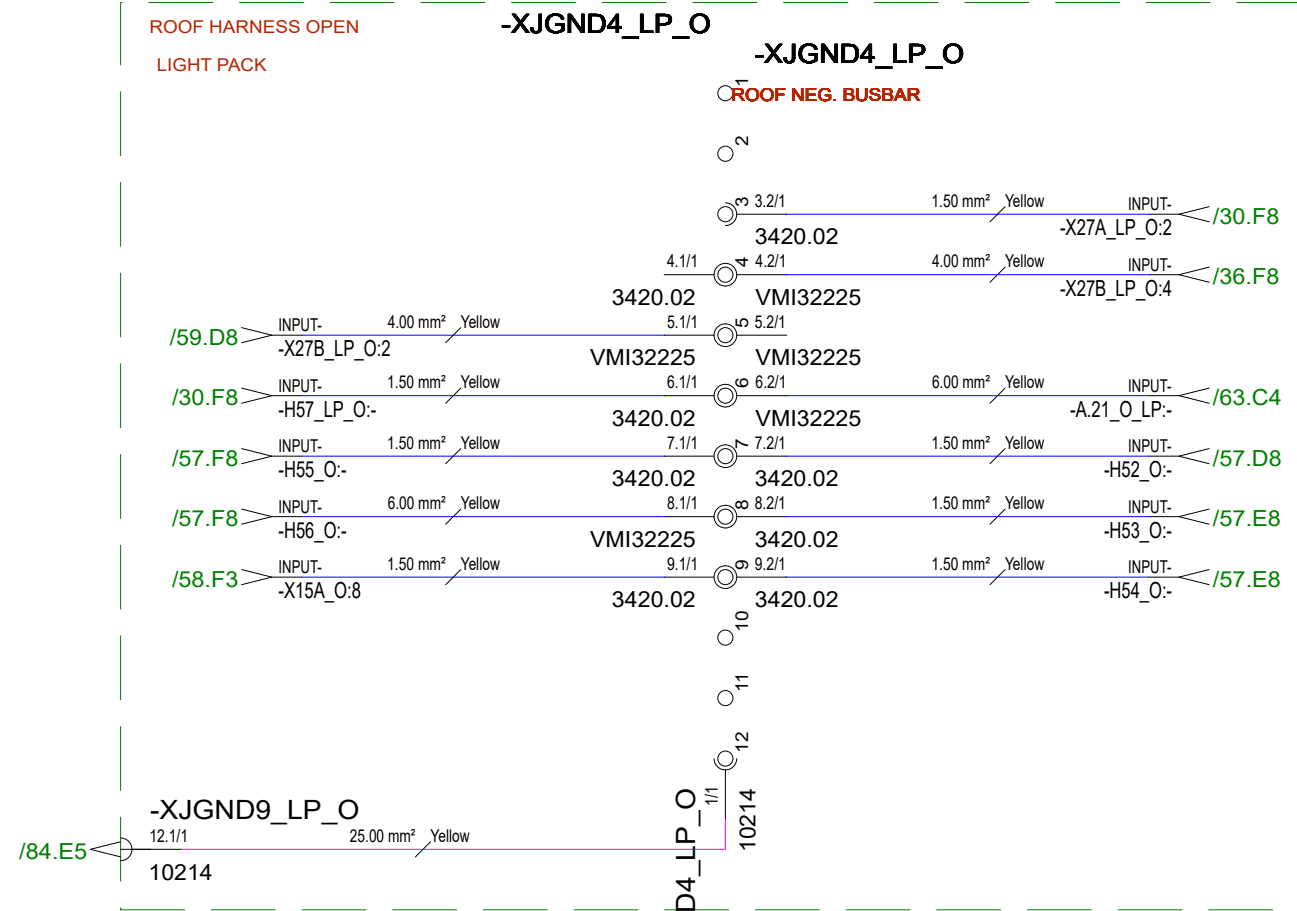 ROOF HARNESS OPEN
-XJGND4_LP_O
LIGHT PACK
-XJGND4_LP_O
1
ROOF NEG. BUSBAR
2
3 3.2/1 1.50 mm² Yellow INPUT- /30.F8
3420.02 -X27A_LP_O:2
4.1/1 4 4.2/1 4.00 mm² Yellow INPUT- /36.F8
3420.02 VMI32225 -X27B_LP_O:4
/59.D8 INPUT- 4.00 mm² Yellow 5.1/1 5 5.2/1
-X27B_LP_O:2 VMI32225 VMI32225
/30.F8 INPUT- 1.50 mm² Yellow 6.1/1 6 6.2/1 6.00 mm² Yellow INPUT- /63.C4
-H57_LP_O:- 3420.02 VMI32225 -A.21_O_LP:-
/57.F8 INPUT- 1.50 mm² Yellow 7.1/1 7 7.2/1 1.50 mm² Yellow INPUT- /57.D8
-H55_O:- 3420.02 3420.02 -H52_O:-
/57.F8 INPUT- 6.00 mm² Yellow 8.1/1 8 8.2/1 1.50 mm² Yellow INPUT- /57.E8
-H56_O:- VMI32225 3420.02 -H53_O:-
/58.F3 INPUT- 1.50 mm² Yellow 9.1/1 9 9.2/1 1.50 mm² Yellow INPUT- /57.E8
-X15A_O:8 3420.02 3420.02 -H54_O:-
10
11
12
D4_LP_O 1/1 10214
-XJGND9_LP_O
/84.E5 12.1/1 25.00 mm² Yellow
10214